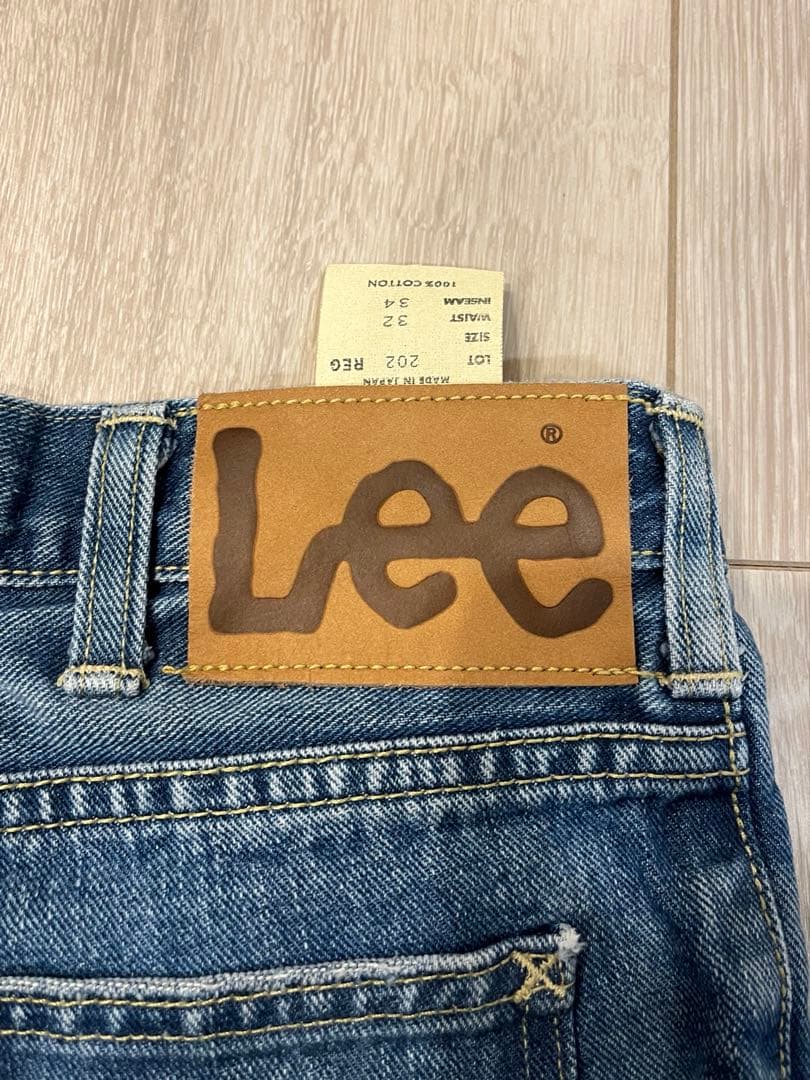 MADE IN JAPAN
LOT 202 REG
SIZE
WAIST 32
INSEAM 34
100% COTTON
Lee ®